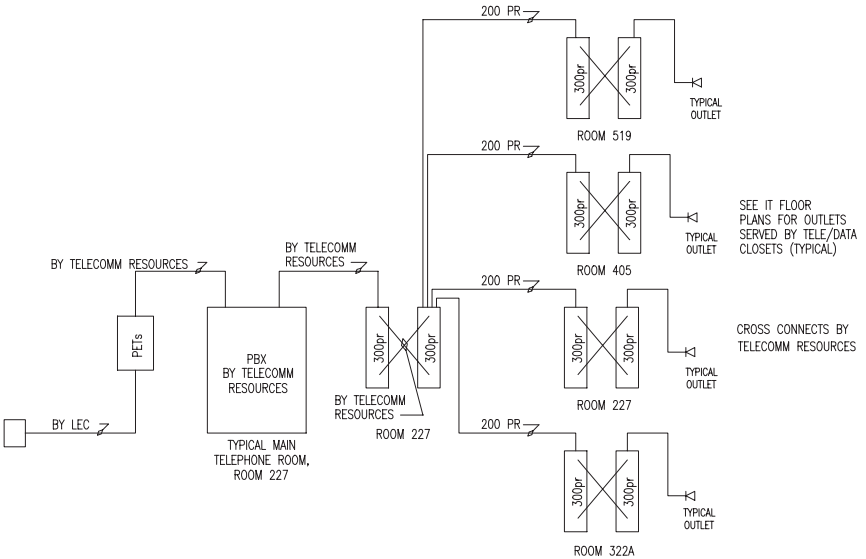 200 PR
300pr
300pr
TYPICAL
OUTLET
ROOM 519
200 PR
300pr
300pr
TYPICAL
OUTLET
ROOM 405
SEE IT FLOOR
PLANS FOR OUTLETS
SERVED BY TELE/DATA
CLOSETS (TYPICAL)
BY TELECOMM RESOURCES
BY TELECOMM
RESOURCES
PETs
PBX
BY TELECOMM
RESOURCES
300pr
300pr
BY TELECOMM
RESOURCES
ROOM 227
200 PR
300pr
300pr
TYPICAL
OUTLET
ROOM 227
CROSS CONNECTS BY
TELECOMM RESOURCES
BY LEC
TYPICAL MAIN
TELEPHONE ROOM,
ROOM 227
200 PR
300pr
300pr
TYPICAL
OUTLET
ROOM 322A